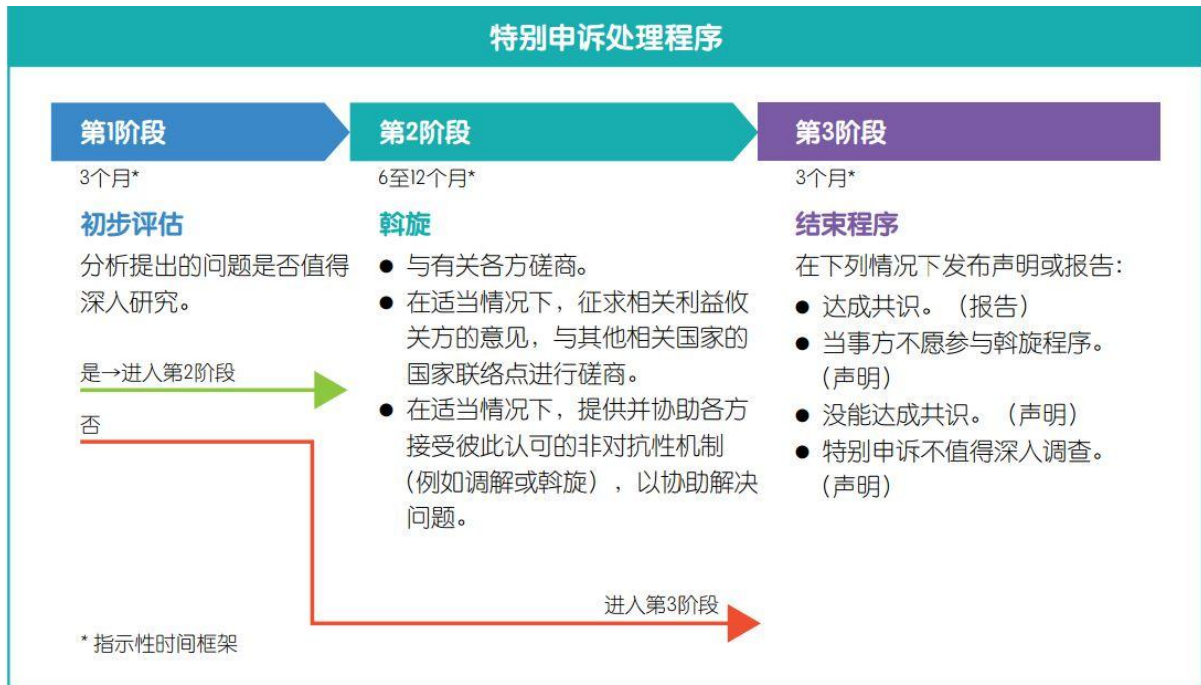 特别申诉处理程序
第1阶段
3个月*
初步评估
分析提出的问题是否值得
深入研究。
是→进入第2阶段
否
第2阶段
6至12个月*
斡旋
● 与有关各方磋商。
● 在适当情况下，征求相关利益攸
关方的意见，与其他相关国家的
国家联络点进行磋商。
● 在适当情况下，提供并协助各方
接受彼此认可的非对抗性机制
（例如调解或斡旋），以协助解决
问题。
进入第3阶段
第3阶段
3个月*
结束程序
在下列情况下发布声明或报告：
● 达成共识。（报告）
● 当事方不愿参与斡旋程序。
（声明）
● 没能达成共识。（声明）
● 特别申诉不值得深入调查。
（声明）
* 指示性时间框架